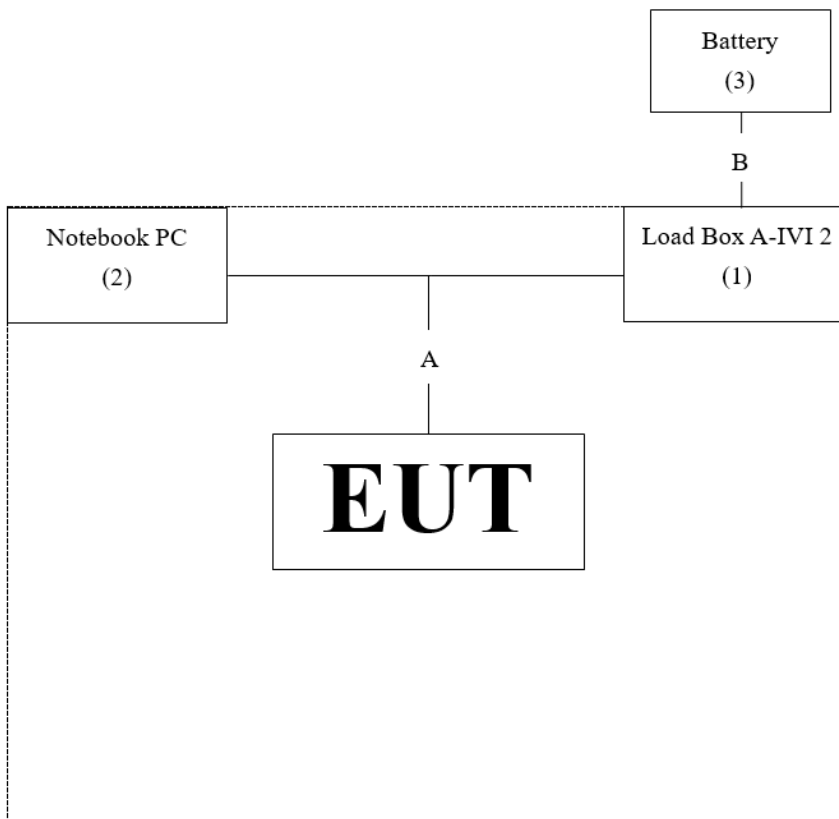 Battery
(3)
B
Notebook PC
(2)
Load Box A-IVI 2
(1)
A
EUT